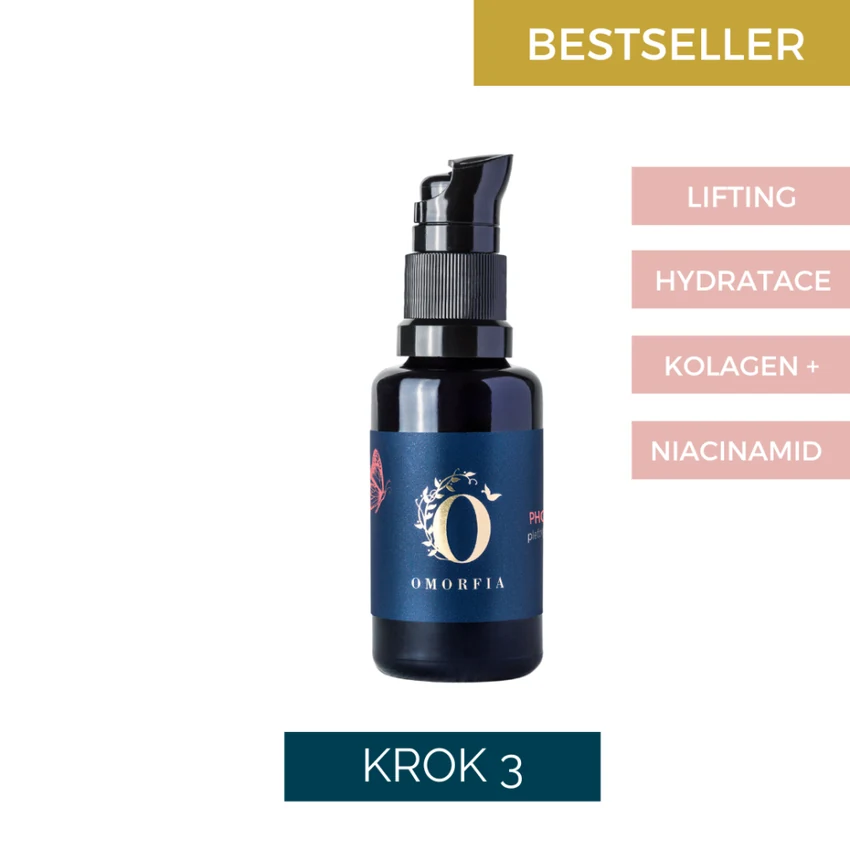 BESTSELLER
LIFTING
HYDRATACE
KOLAGEN +
NIACINAMID
O
OMORFIA
KROK 3